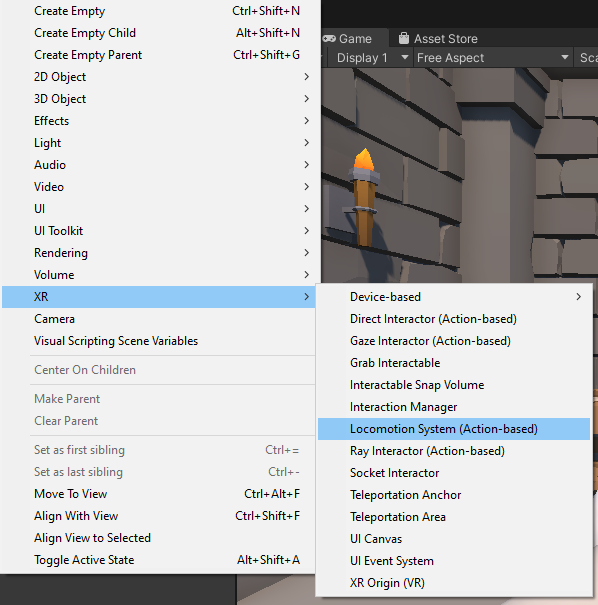 Create Empty Ctrl+Shift+N
Create Empty Child Alt+Shift+N
Create Empty Parent Ctrl+Shift+G
2D Object
3D Object
Effects
Light
Audio
Video
UI
UI Toolkit
Rendering
Volume
XR
Camera
Visual Scripting Scene Variables
Center On Children
Make Parent
Clear Parent
Set as first sibling Ctrl+=
Set as last sibling Ctrl+-
Move To View Ctrl+Alt+F
Align With View Ctrl+Shift+F
Align View to Selected
Toggle Active State Alt+Shift+A
Game Asset Store
Display 1 Free Aspect Sca
Device-based
Direct Interactor (Action-based)
Gaze Interactor (Action-based)
Grab Interactable
Interactable Snap Volume
Interaction Manager
Locomotion System (Action-based)
Ray Interactor (Action-based)
Socket Interactor
Teleportation Anchor
Teleportation Area
UI Canvas
UI Event System
XR Origin (VR)